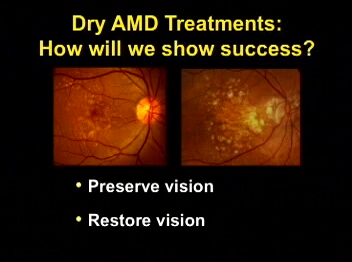 Dry AMD Treatments:
How will we show success?
• Preserve vision
• Restore vision